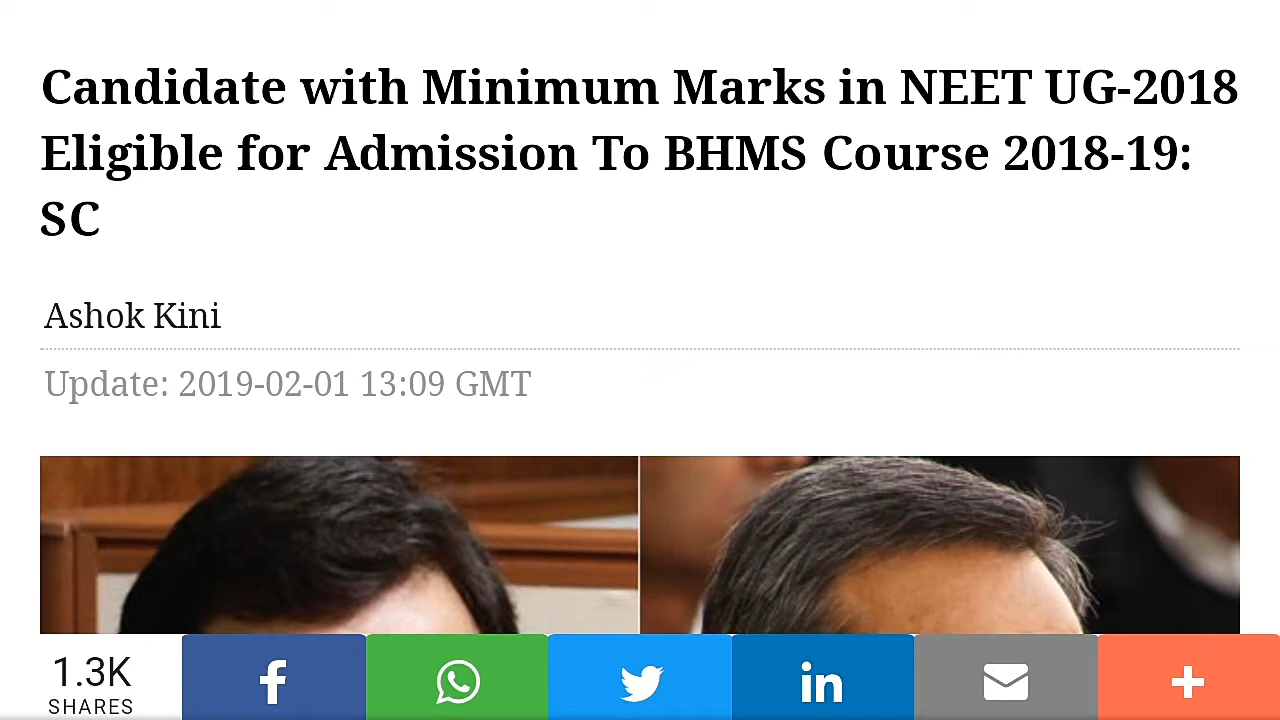 Candidate with Minimum Marks in NEET UG-2018
Eligible for Admission To BHMS Course 2018-19:
SC
Ashok Kini
Update: 2019-02-01 13:09 GMT
1.3K
SHARES